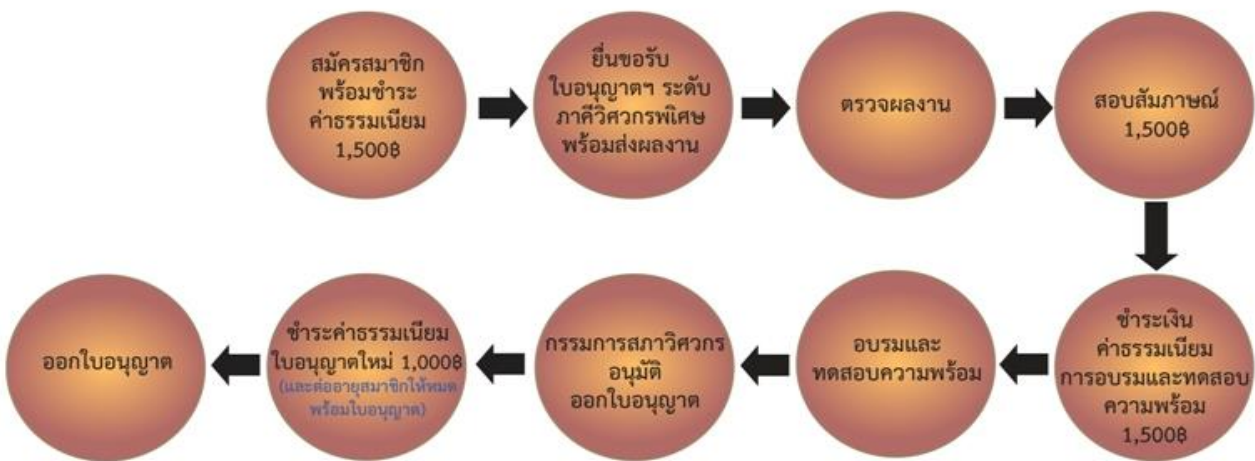 สมัครสมาชิก
พร้อมชำระ
ค่าธรรมเนียม
1,500฿
ยื่นขอรับ
ใบอนุญาตฯ ระดับ
ภาคีวิศวกรพิเศษ
พร้อมส่งผลงาน
ตรวจผลงาน
สอบสัมภาษณ์
1,500฿
ชำระเงิน
ค่าธรรมเนียม
การอบรมและทดสอบ
ความพร้อม
1,500฿
อบรมและ
ทดสอบความพร้อม
กรรมการสภาวิศวกร
อนุมัติ
ออกใบอนุญาต
ชำระค่าธรรมเนียม
ใบอนุญาตใหม่ 1,000฿
(และต่ออายุสมาชิกให้หมด
พร้อมใบอนุญาต)
ออกใบอนุญาต